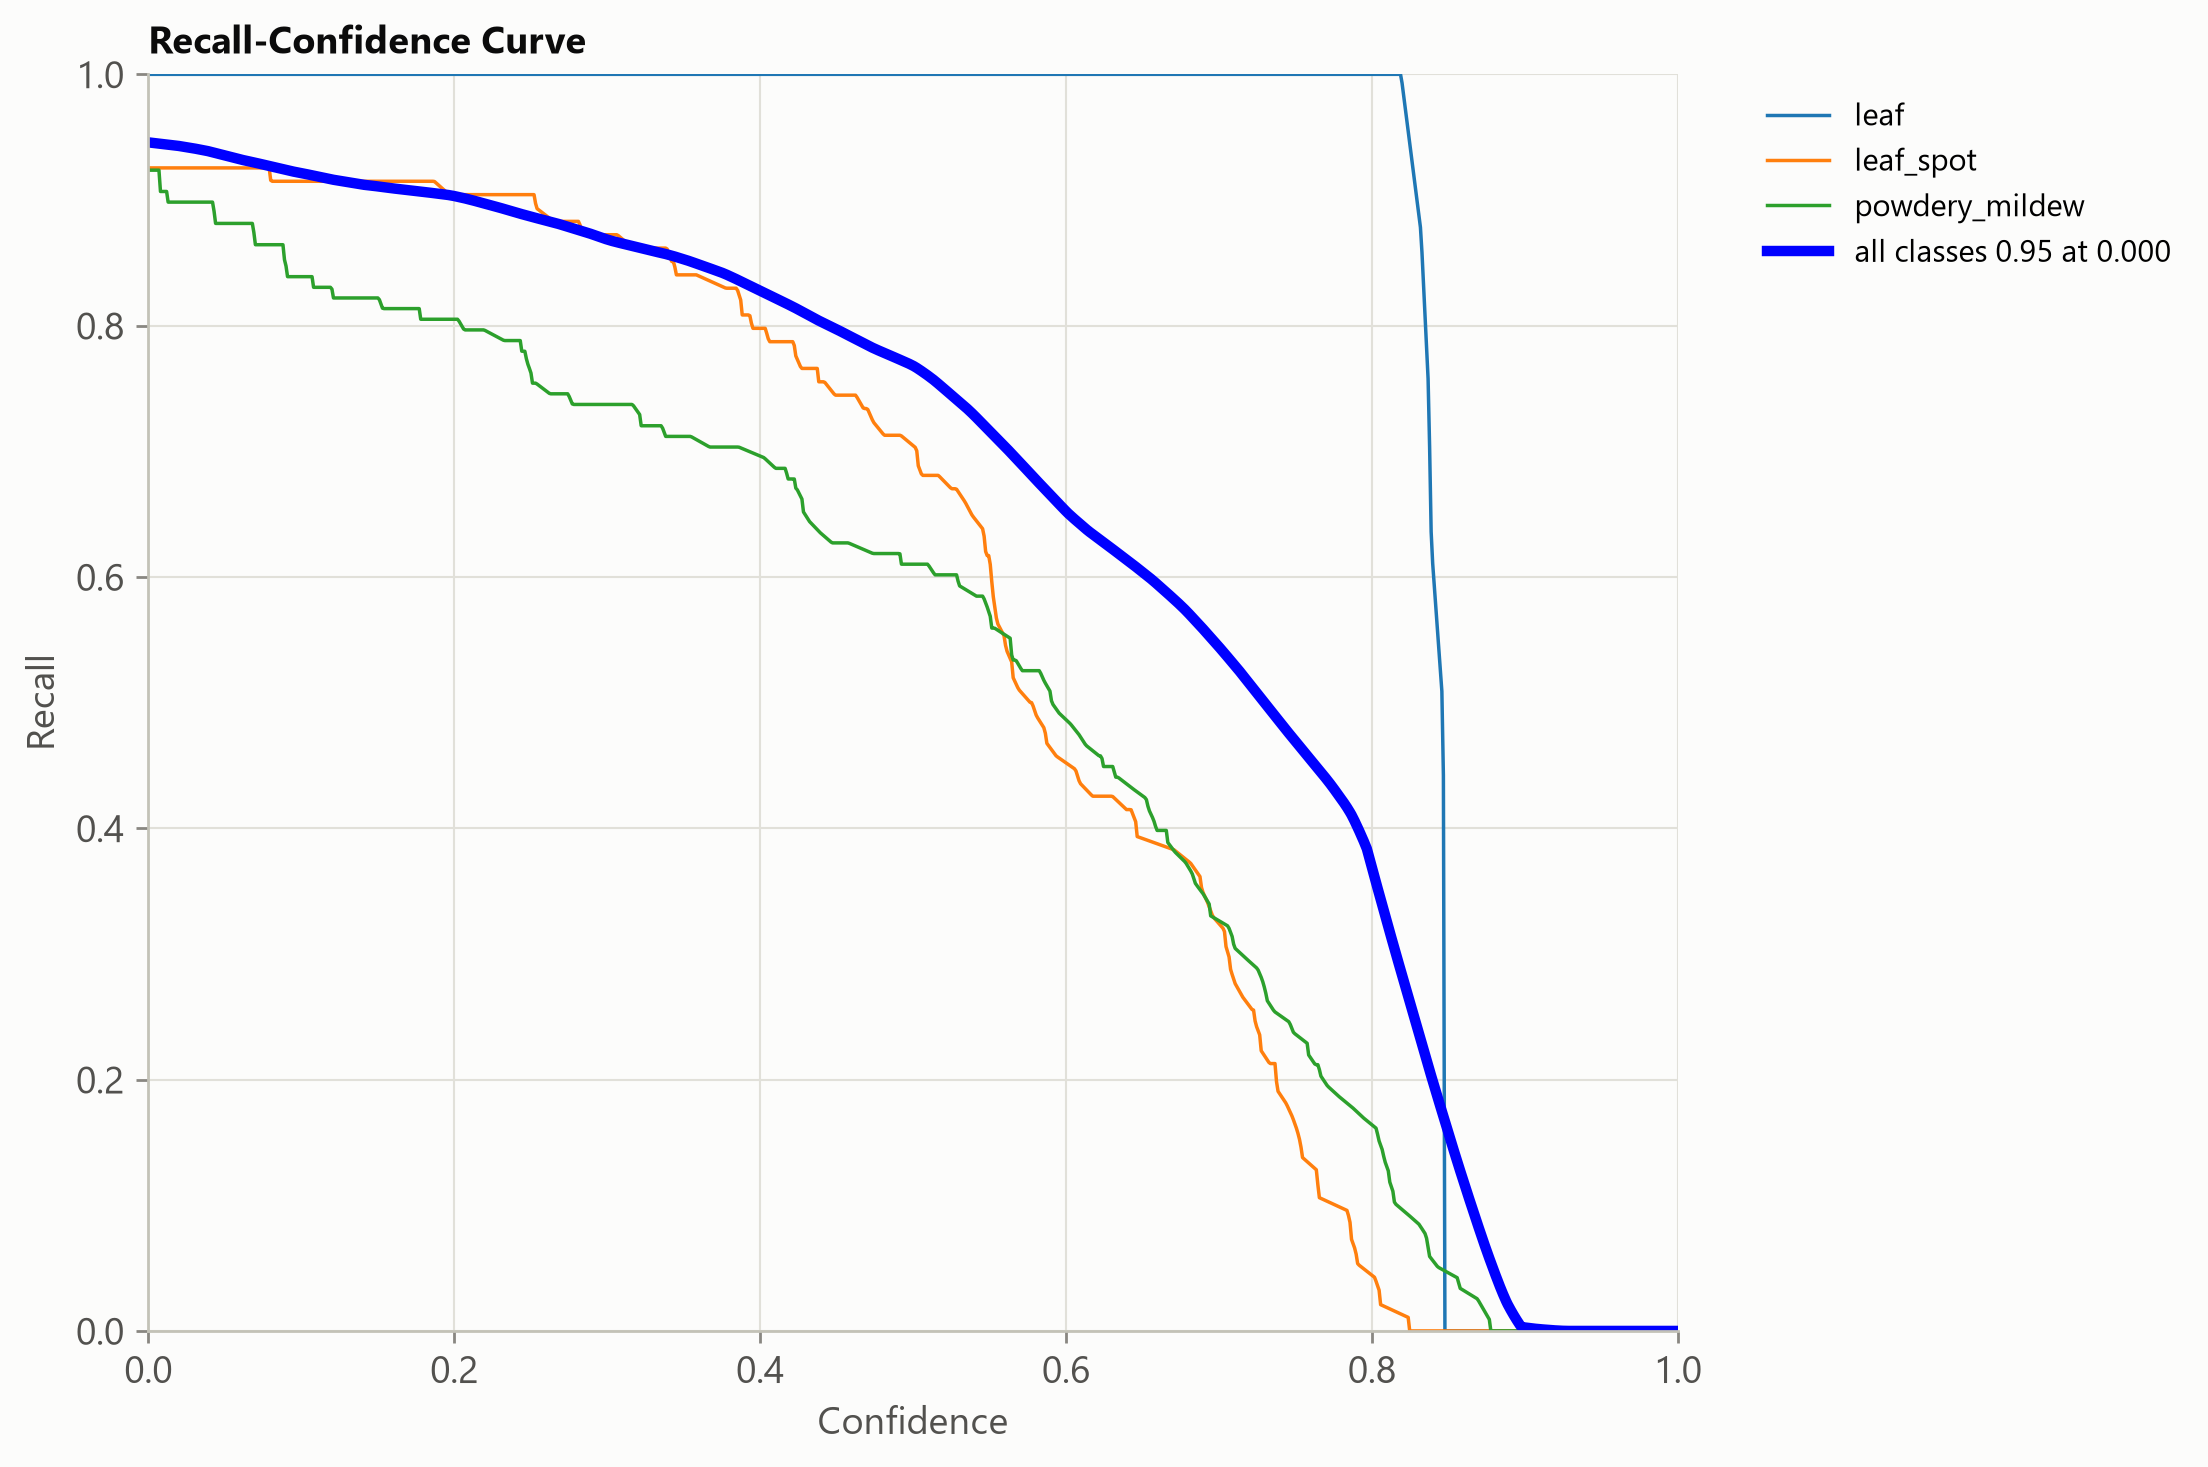 Recall-Confidence Curve
1.0
0.8
0.6
0.4
0.2
0.0
Recall
0.0 0.2 0.4 0.6 0.8 1.0
Confidence
leaf
leaf_spot
powdery_mildew
all classes 0.95 at 0.000